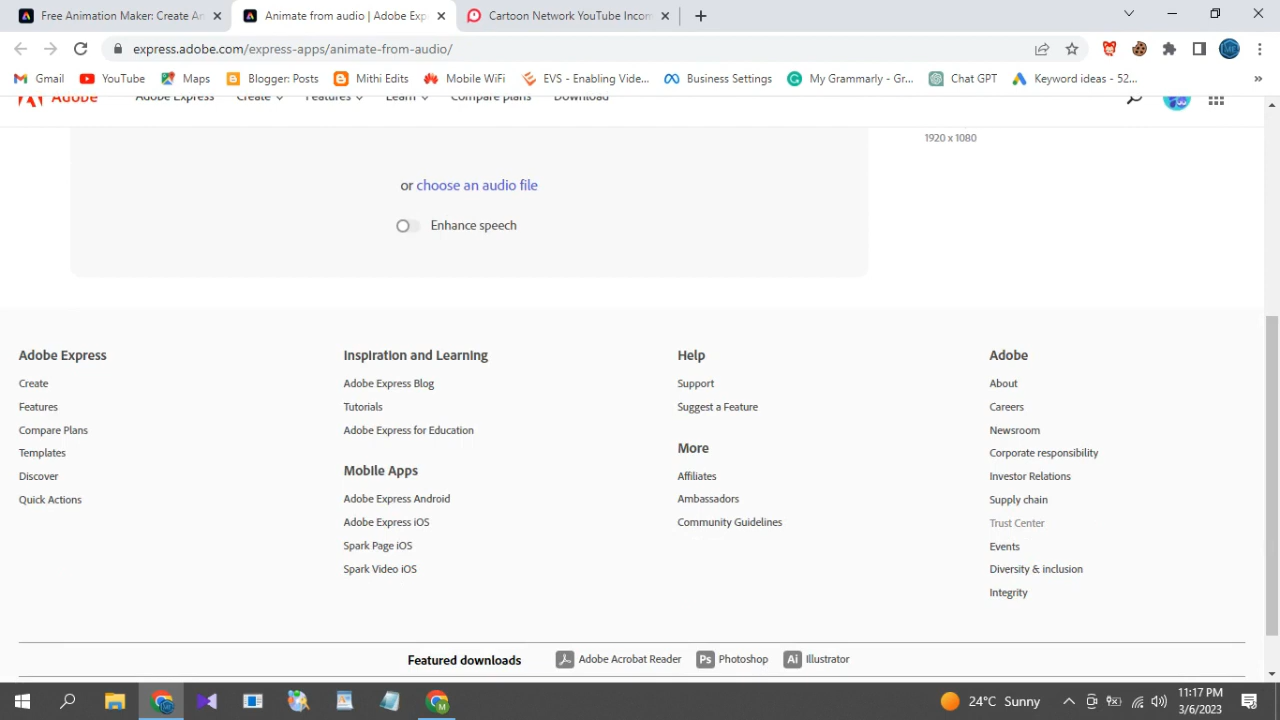 Free Animation Maker: Create An
Animate from audio | Adobe Exp
Cartoon Network YouTube Incom
express.adobe.com/express-apps/animate-from-audio/
Gmail YouTube Maps Blogger: Posts Mithi Edits Mobile WiFi EVS - Enabling Vide... Business Settings My Grammarly - Gr... Chat GPT Keyword ideas - 52...
Adobe Adobe Express Create Features Learn Compare plans Download
1920 x 1080
or choose an audio file
Enhance speech
Adobe Express
Create
Features
Compare Plans
Templates
Discover
Quick Actions
Inspiration and Learning
Adobe Express Blog
Tutorials
Adobe Express for Education
Mobile Apps
Adobe Express Android
Adobe Express iOS
Spark Page iOS
Spark Video iOS
Help
Support
Suggest a Feature
More
Affiliates
Ambassadors
Community Guidelines
Adobe
About
Careers
Newsroom
Corporate responsibility
Investor Relations
Supply chain
Trust Center
Events
Diversity & inclusion
Integrity
Featured downloads Adobe Acrobat Reader Ps Photoshop Ai Illustrator
24°C Sunny
11:17 PM
3/6/2023